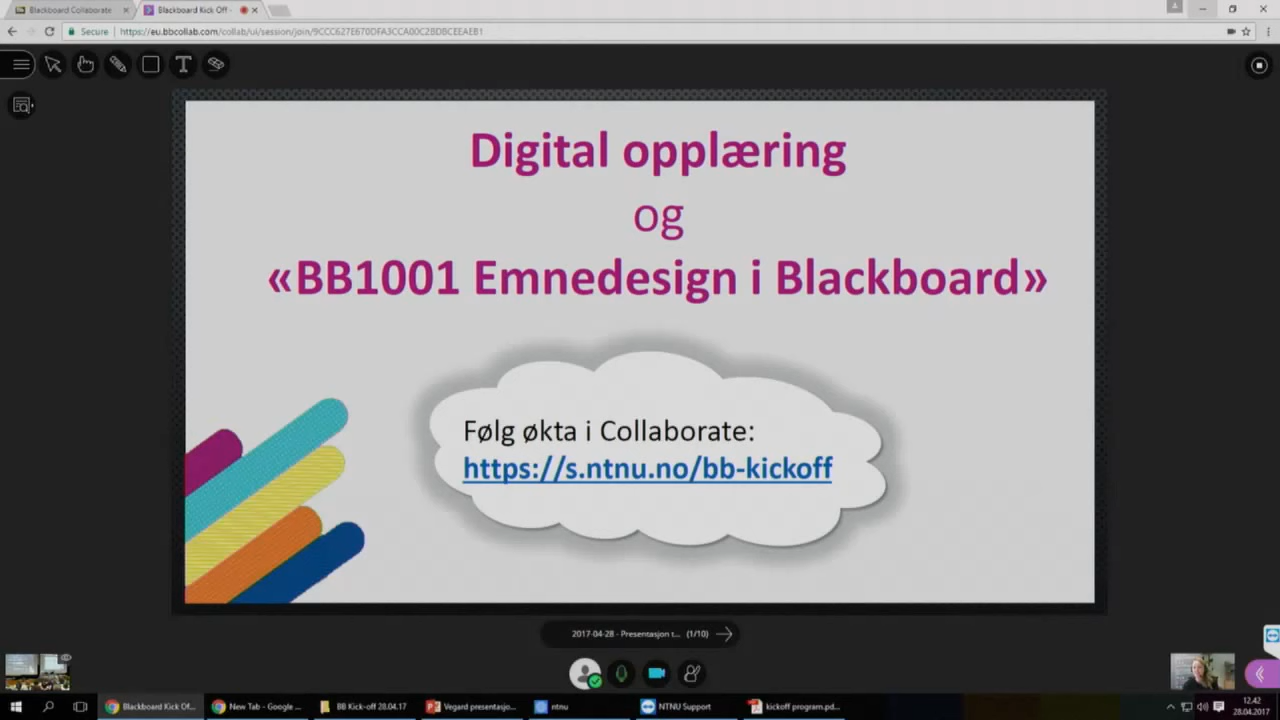 Blackboard Collaborate
Blackboard Kick Off -
Secure
https://eu.bbcollab.com/collab/ui/session/join/9CCC627E670DFA3CCA00C2BDBCEEAEB1
Digital opplæring
og
«BB1001 Emnedesign i Blackboard»
Følg økta i Collaborate:
https://s.ntnu.no/bb-kickoff
2017-04-28 - Presentasjon t... (1/10)
Blackboard Kick Of...
New Tab - Google ...
BB Kick-off 28.04.17
Vegard presentasjo...
ntnu
NTNU Support
kickoff program.pd...
12.42
28.04.2017